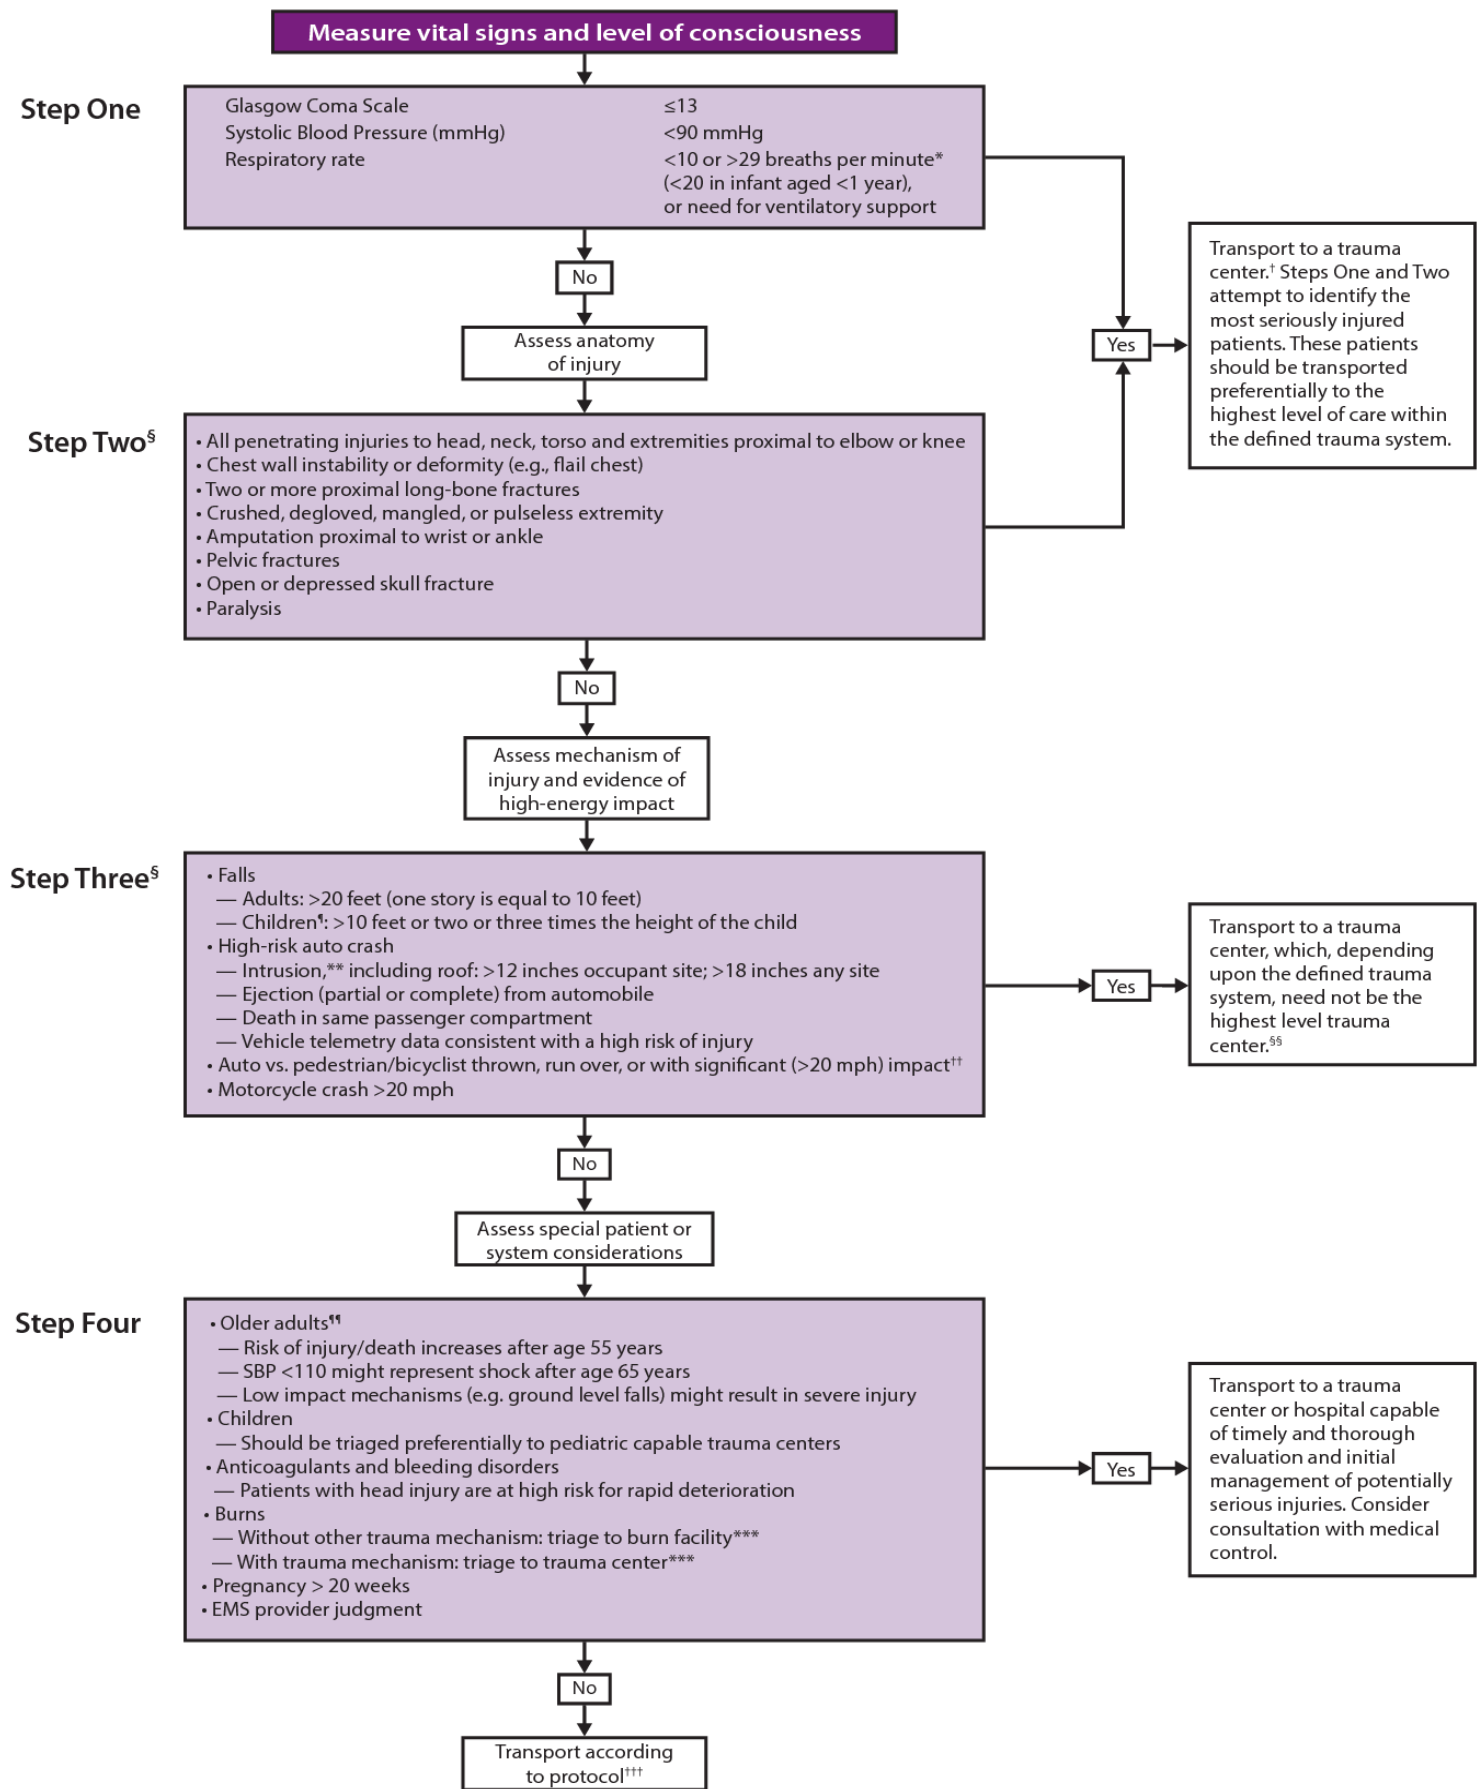 Measure vital signs and level of consciousness
Step One
Glasgow Coma Scale ≤13
Systolic Blood Pressure (mmHg) <90 mmHg
Respiratory rate <10 or >29 breaths per minute*
(<20 in infant aged <1 year),
or need for ventilatory support
No
Assess anatomy
of injury
Yes
Transport to a trauma
center.† Steps One and Two
attempt to identify the
most seriously injured
patients. These patients
should be transported
preferentially to the
highest level of care within
the defined trauma system.
Step Two§
• All penetrating injuries to head, neck, torso and extremities proximal to elbow or knee
• Chest wall instability or deformity (e.g., flail chest)
• Two or more proximal long-bone fractures
• Crushed, degloved, mangled, or pulseless extremity
• Amputation proximal to wrist or ankle
• Pelvic fractures
• Open or depressed skull fracture
• Paralysis
No
Assess mechanism of
injury and evidence of
high-energy impact
Step Three§
• Falls
— Adults: >20 feet (one story is equal to 10 feet)
— Children¶: >10 feet or two or three times the height of the child
• High-risk auto crash
— Intrusion,** including roof: >12 inches occupant site; >18 inches any site
— Ejection (partial or complete) from automobile
— Death in same passenger compartment
— Vehicle telemetry data consistent with a high risk of injury
• Auto vs. pedestrian/bicyclist thrown, run over, or with significant (>20 mph) impact††
• Motorcycle crash >20 mph
Yes
Transport to a trauma
center, which, depending
upon the defined trauma
system, need not be the
highest level trauma
center.§§
No
Assess special patient or
system considerations
Step Four
• Older adults¶¶
— Risk of injury/death increases after age 55 years
— SBP <110 might represent shock after age 65 years
— Low impact mechanisms (e.g. ground level falls) might result in severe injury
• Children
— Should be triaged preferentially to pediatric capable trauma centers
• Anticoagulants and bleeding disorders
— Patients with head injury are at high risk for rapid deterioration
• Burns
— Without other trauma mechanism: triage to burn facility***
— With trauma mechanism: triage to trauma center***
• Pregnancy > 20 weeks
• EMS provider judgment
Yes
Transport to a trauma
center or hospital capable
of timely and thorough
evaluation and initial
management of potentially
serious injuries. Consider
consultation with medical
control.
No
Transport according
to protocol†††